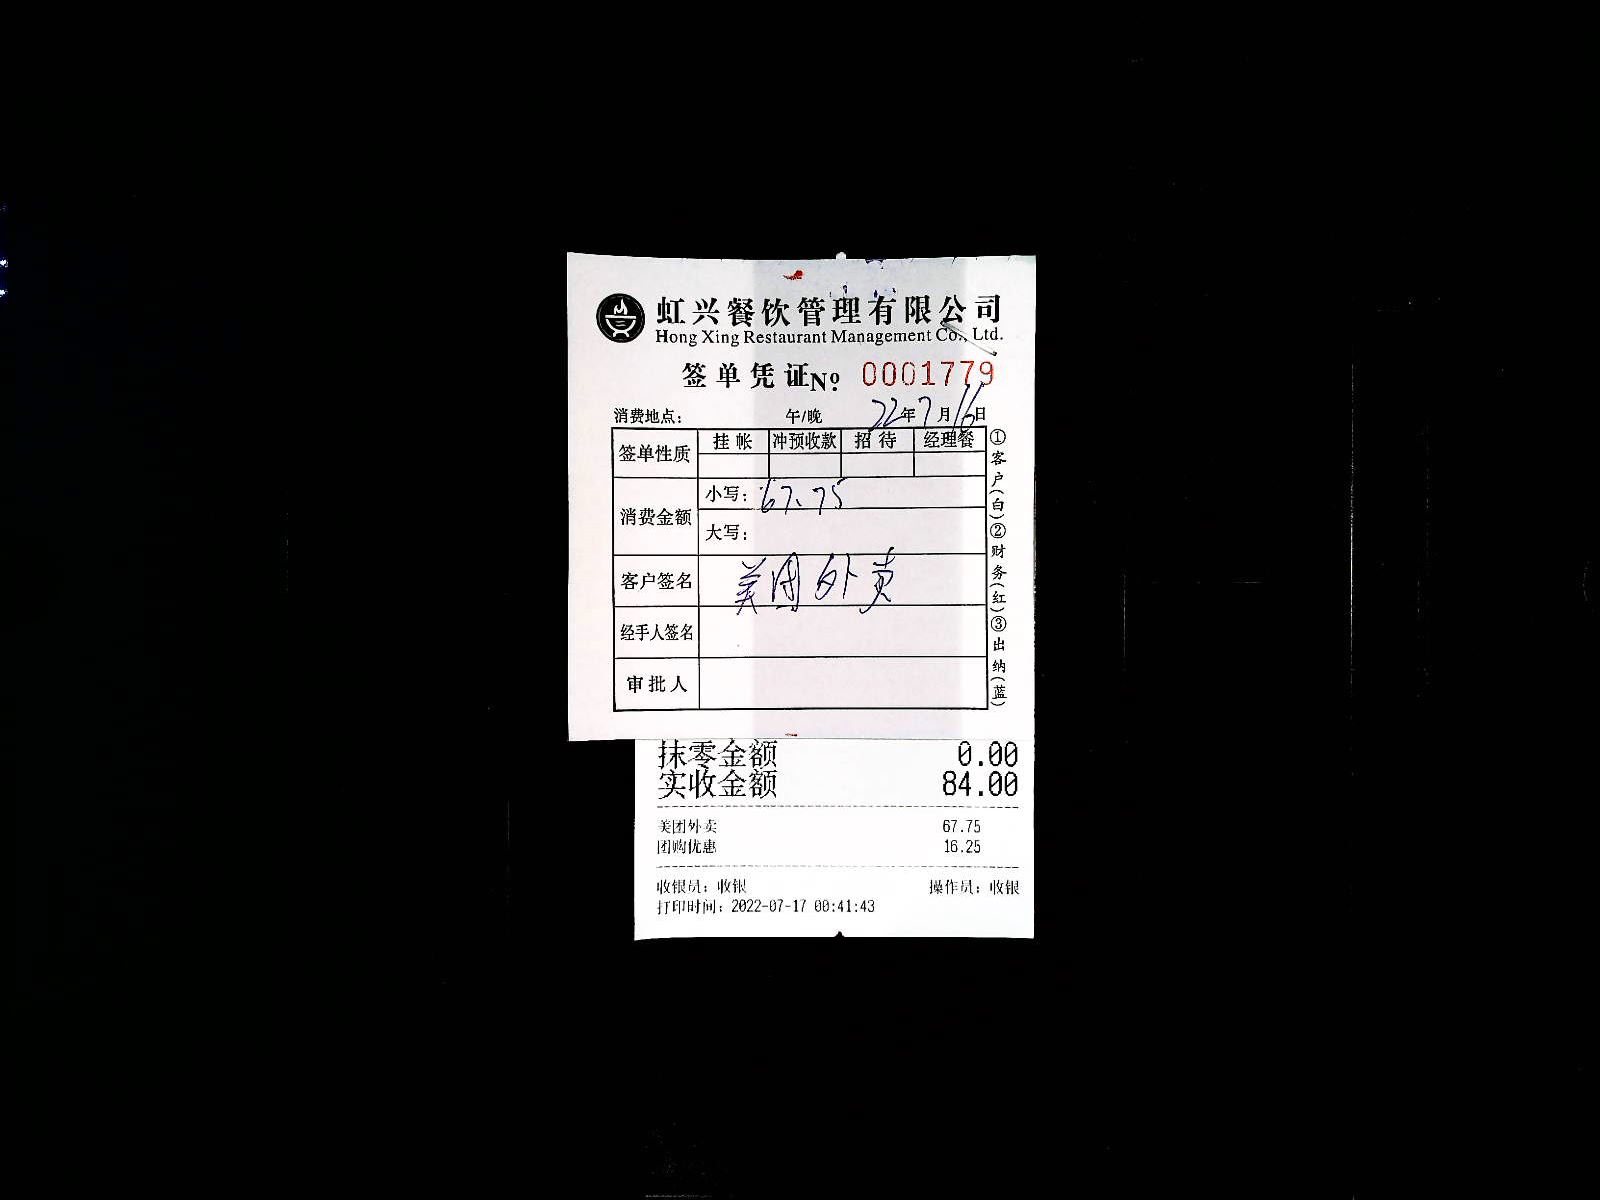 虹兴餐饮管理有限公司
Hong Xing Restaurant Management Co., Ltd.
签单凭证№ 0001779
消费地点： 午/晚 22年7月16日
签单性质 挂帐 冲预收款 招待 经理餐
消费金额 小写：67.75
大写：
客户签名 美团外卖
经手人签名
审批人
①客户(白)②财务(红)③出纳(蓝)
抹零金额 0.00
实收金额 84.00
美团外卖 67.75
团购优惠 16.25
收银员：收银 操作员：收银
打印时间：2022-07-17 00:41:43